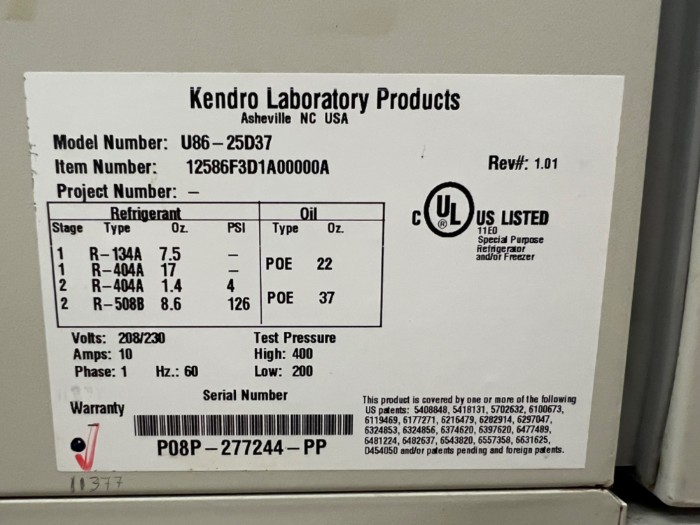 Kendro Laboratory Products
Asheville NC USA
Model Number: U86-25D37
Item Number: 12586F3D1A00000A
Rev#: 1.01
Project Number: -
Refrigerant Oil
Stage Type Oz. PSI Type Oz.
1 R-134A 7.5 -
1 R-404A 17 - POE 22
2 R-404A 1.4 4
2 R-508B 8.6 126 POE 37
C UL ® US LISTED
11E0
Special Purpose
Refrigerator
and/or Freezer
Volts: 208/230 Test Pressure
Amps: 10 High: 400
Phase: 1 Hz.: 60 Low: 200
Serial Number
Warranty
P08P-277244-PP
This product is covered by one or more of the following
US patents: 5408848, 5418131, 5702632, 6100673,
6119469, 6177271, 6216479, 6282914, 6297047,
6324853, 6324856, 6374620, 6397620, 6477489,
6481224, 6482637, 6543820, 6557358, 6631625,
D454050 and/or patents pending and foreign patents.
11377